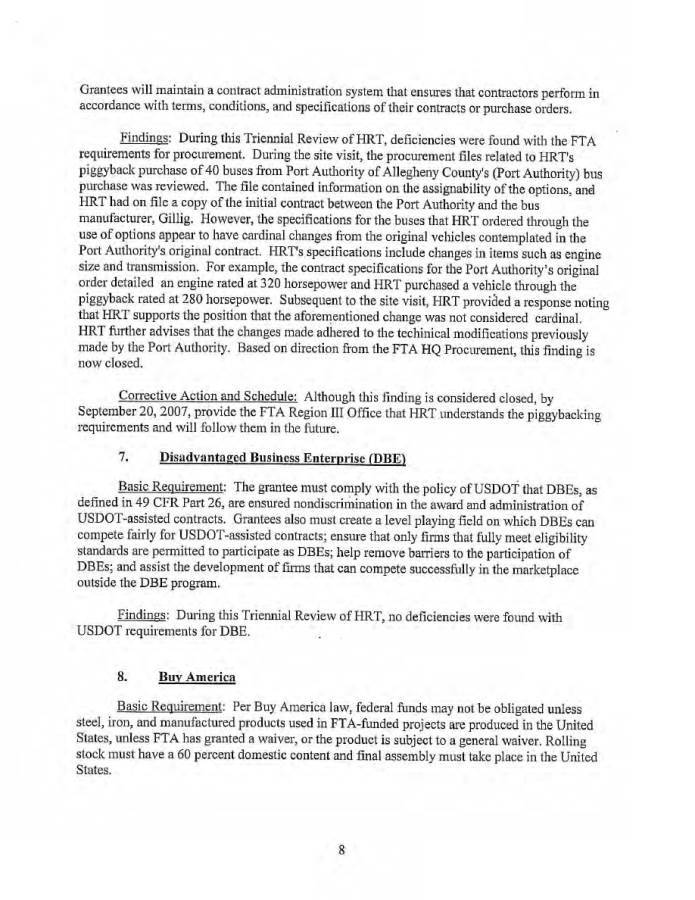 Grantees will maintain a contract administration system that ensures that contractors perform in
accordance with terms, conditions, and specifications of their contracts or purchase orders.
Findings: During this Triennial Review of HRT, deficiencies were found with the FTA
requirements for procurement. During the site visit, the procurement files related to HRT's
piggyback purchase of 40 buses from Port Authority of Allegheny County's (Port Authority) bus
purchase was reviewed. The file contained information on the assignability of the options, and
HRT had on file a copy of the initial contract between the Port Authority and the bus
manufacturer, Gillig. However, the specifications for the buses that HRT ordered through the
use of options appear to have cardinal changes from the original vehicles contemplated in the
Port Authority's original contract. HRT's specifications include changes in items such as engine
size and transmission. For example, the contract specifications for the Port Authority's original
order detailed an engine rated at 320 horsepower and HRT purchased a vehicle through the
piggyback rated at 280 horsepower. Subsequent to the site visit, HRT provided a response noting
that HRT supports the position that the aforementioned change was not considered cardinal.
HRT further advises that the changes made adhered to the techinical modifications previously
made by the Port Authority. Based on direction from the FTA HQ Procurement, this finding is
now closed.
Corrective Action and Schedule: Although this finding is considered closed, by
September 20, 2007, provide the FTA Region III Office that HRT understands the piggybacking
requirements and will follow them in the future.
7. Disadvantaged Business Enterprise (DBE)
Basic Requirement: The grantee must comply with the policy of USDOT that DBEs, as
defined in 49 CFR Part 26, are ensured nondiscrimination in the award and administration of
USDOT-assisted contracts. Grantees also must create a level playing field on which DBEs can
compete fairly for USDOT-assisted contracts; ensure that only firms that fully meet eligibility
standards are permitted to participate as DBEs; help remove barriers to the participation of
DBEs; and assist the development of firms that can compete successfully in the marketplace
outside the DBE program.
Findings: During this Triennial Review of HRT, no deficiencies were found with
USDOT requirements for DBE.
8. Buy America
Basic Requirement: Per Buy America law, federal funds may not be obligated unless
steel, iron, and manufactured products used in FTA-funded projects are produced in the United
States, unless FTA has granted a waiver, or the product is subject to a general waiver. Rolling
stock must have a 60 percent domestic content and final assembly must take place in the United
States.
8